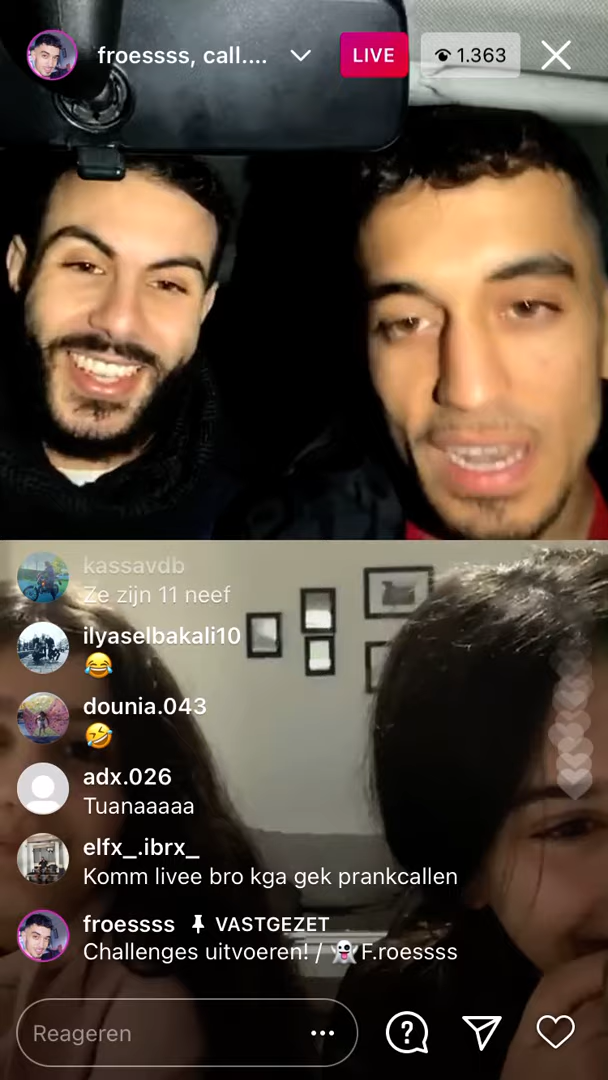 froessss, call....
LIVE
1.363
kassavdb
Ze zijn 11 neef
ilyaselbakali10
😂
dounia.043
🤣
adx.026
Tuanaaaaa
elfx_.ibrx_
Komm livee bro kga gek prankcallen
froessss 📌 VASTGEZET
Challenges uitvoeren! / 👻F.roessss
Reageren